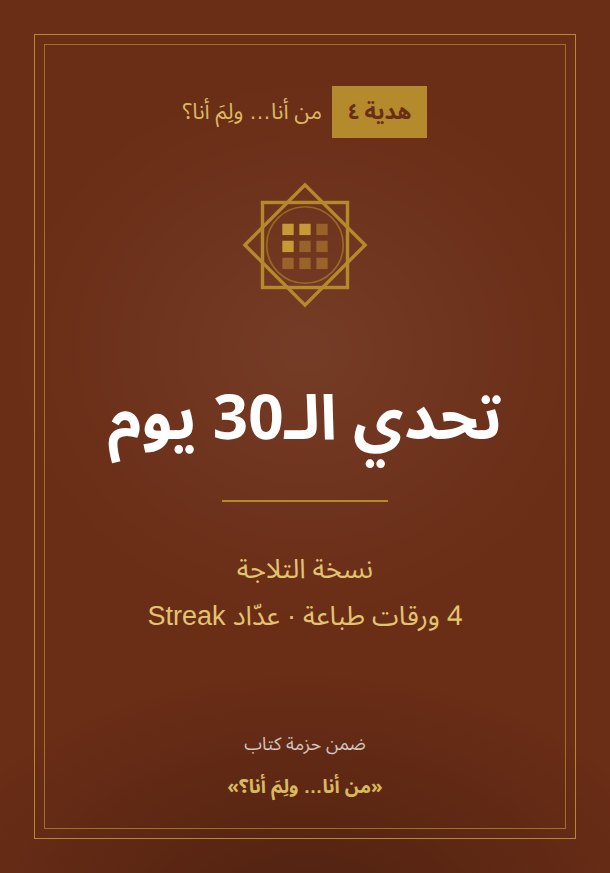 هدية ٤ من أنا... ولِمَ أنا؟
تحدي الـ30 يوم
نسخة التلاجة
4 ورقات طباعة · عدّاد Streak
ضمن حزمة كتاب
«من أنا... ولِمَ أنا؟»